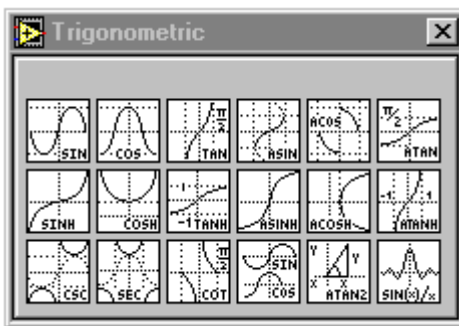 Trigonometric
SIN COS π/2 TAN ASIN ACOS π/2 ATAN
SINH COSH -1 -1 TANH ASINH ACOSH -1 1 ATANH
CSC SEC π/2 COT SIN COS Y Y X X ATAN2 SIN(x)/x